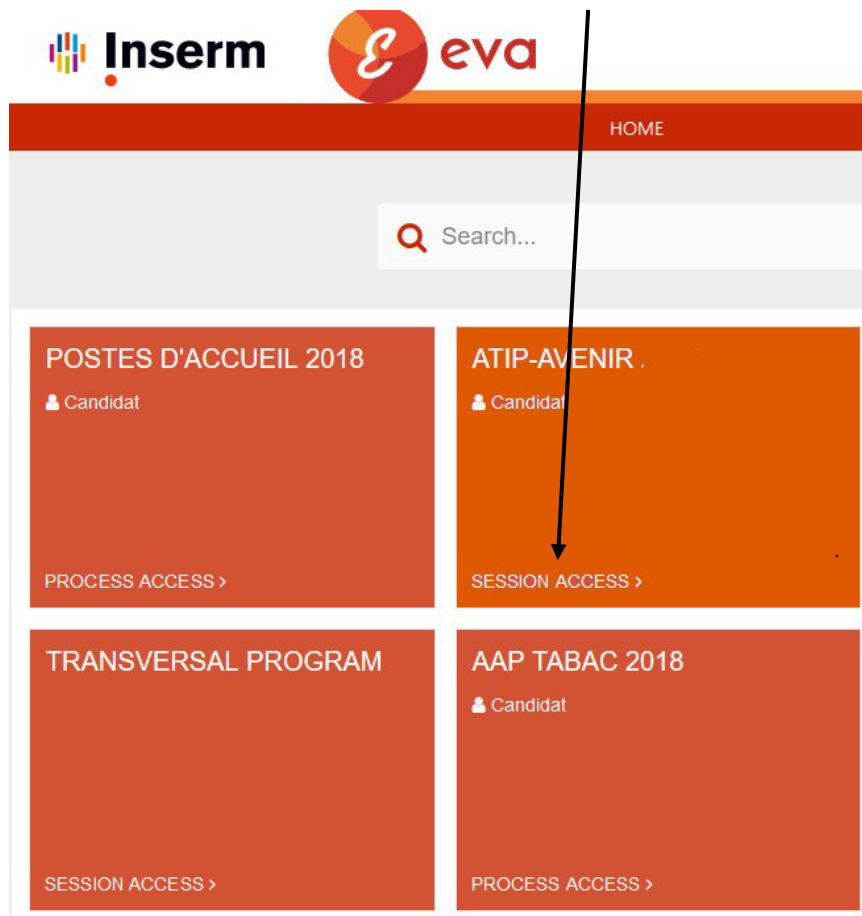 Inserm
eva
HOME
Search...
POSTES D'ACCUEIL 2018
Candidat
PROCESS ACCESS >
ATIP-AVENIR
Candidat
SESSION ACCESS >
TRANSVERSAL PROGRAM
SESSION ACCESS >
AAP TABAC 2018
Candidat
PROCESS ACCESS >